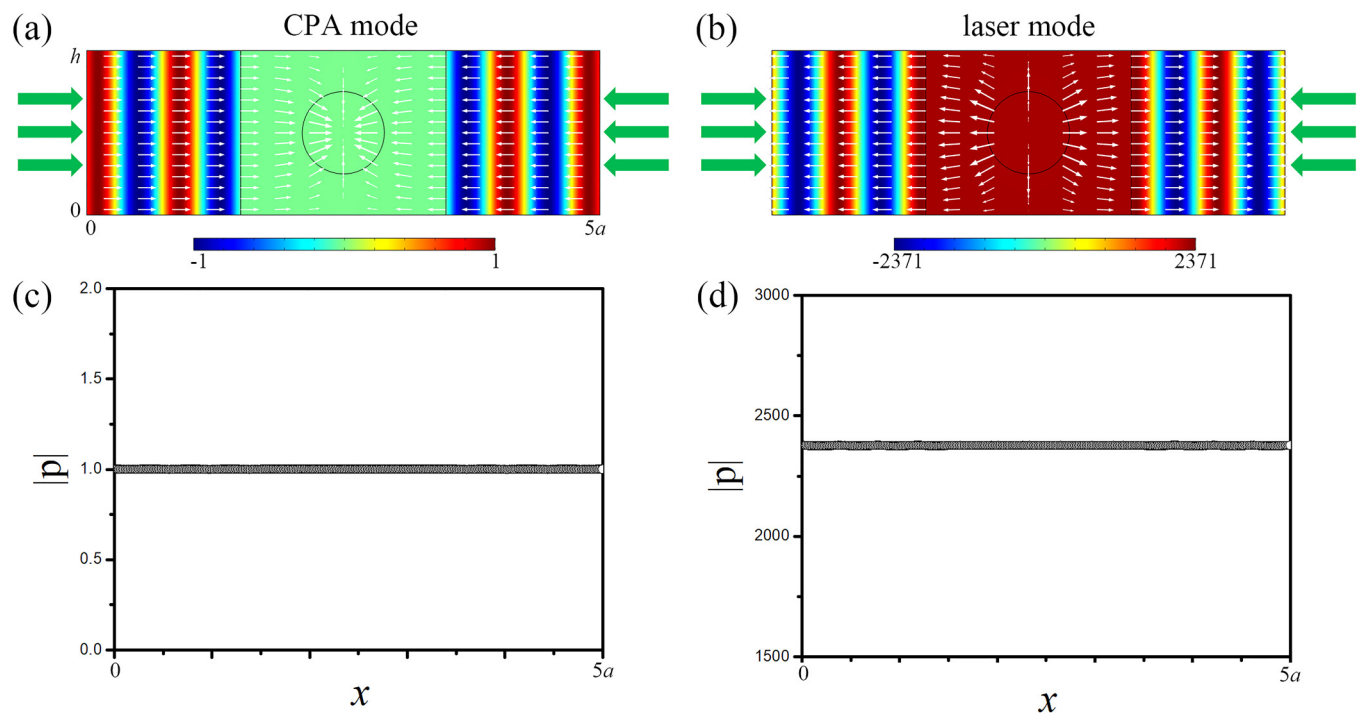 (a) CPA mode
h
0
0 5a
-1 1
(b) laser mode
-2371 2371
(c)
2.0
1.5
1.0
0.5
0.0
|p|
0 5a
x
(d)
3000
2500
2000
1500
|p|
0 5a
x